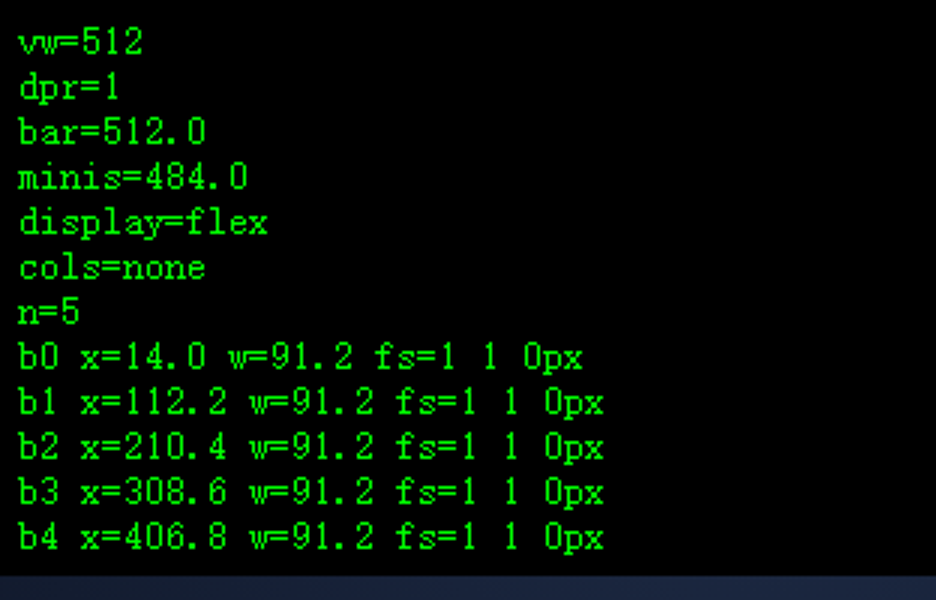 vw=512
dpr=1
bar=512.0
minis=484.0
display=flex
cols=none
n=5
b0 x=14.0 w=91.2 fs=1 1 0px
b1 x=112.2 w=91.2 fs=1 1 0px
b2 x=210.4 w=91.2 fs=1 1 0px
b3 x=308.6 w=91.2 fs=1 1 0px
b4 x=406.8 w=91.2 fs=1 1 0px